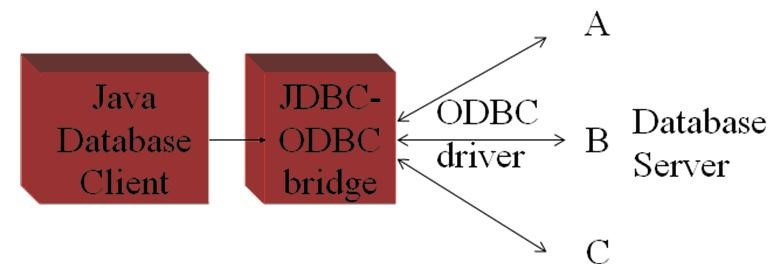 Java
Database
Client
JDBC-
ODBC
bridge
ODBC
driver
A
B
C
Database
Server